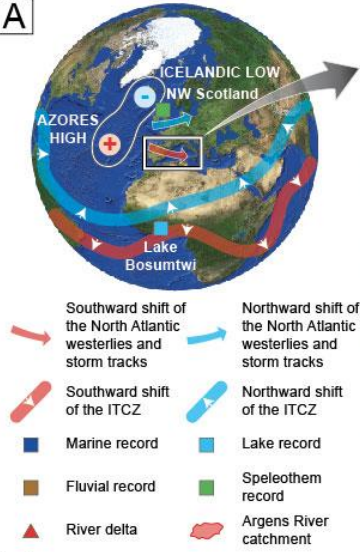 A
ICELANDIC LOW
NW Scotland
AZORES
HIGH
-
+
Lake
Bosumtwi
Southward shift of
the North Atlantic
westerlies and
storm tracks
Northward shift of
the North Atlantic
westerlies and
storm tracks
Southward shift
of the ITCZ
Northward shift
of the ITCZ
Marine record
Lake record
Fluvial record
Speleothem
record
River delta
Argens River
catchment